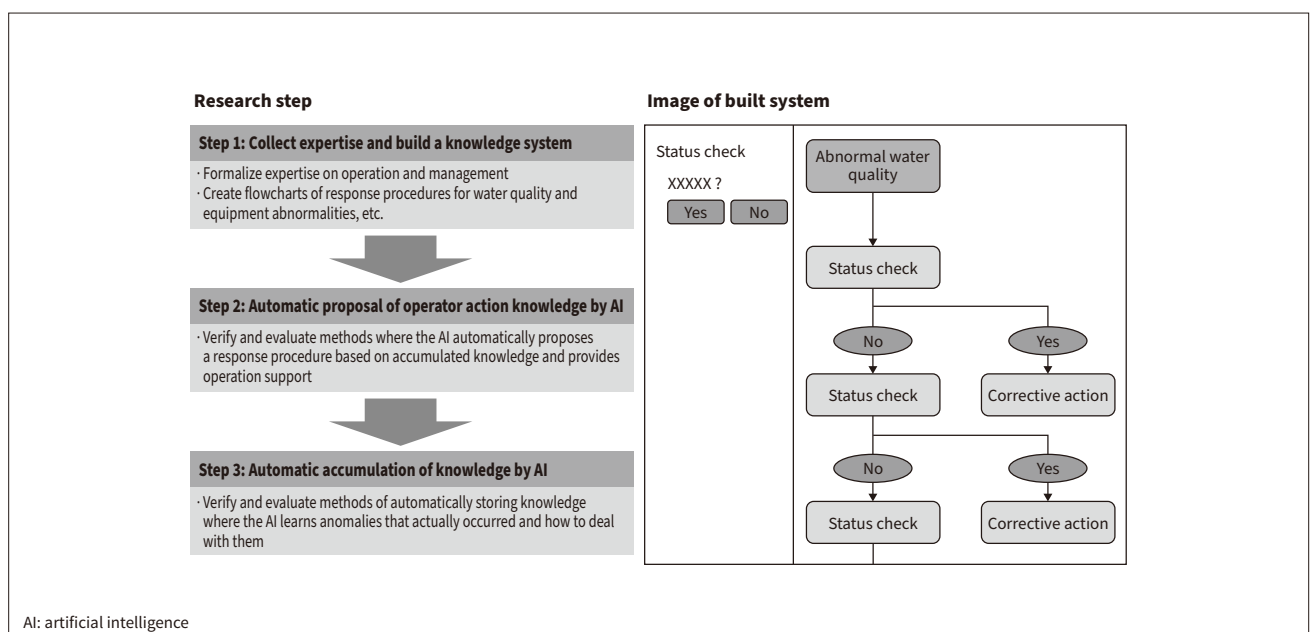 Research step
Step 1: Collect expertise and build a knowledge system
· Formalize expertise on operation and management
· Create flowcharts of response procedures for water quality and
equipment abnormalities, etc.
Step 2: Automatic proposal of operator action knowledge by AI
· Verify and evaluate methods where the AI automatically proposes
a response procedure based on accumulated knowledge and provides
operation support
Step 3: Automatic accumulation of knowledge by AI
· Verify and evaluate methods of automatically storing knowledge
where the AI learns anomalies that actually occurred and how to deal
with them
Image of built system
Status check
XXXXX ?
Yes
No
Abnormal water
quality
Status check
No
Yes
Status check
Corrective action
No
Yes
Status check
Corrective action
AI: artificial intelligence